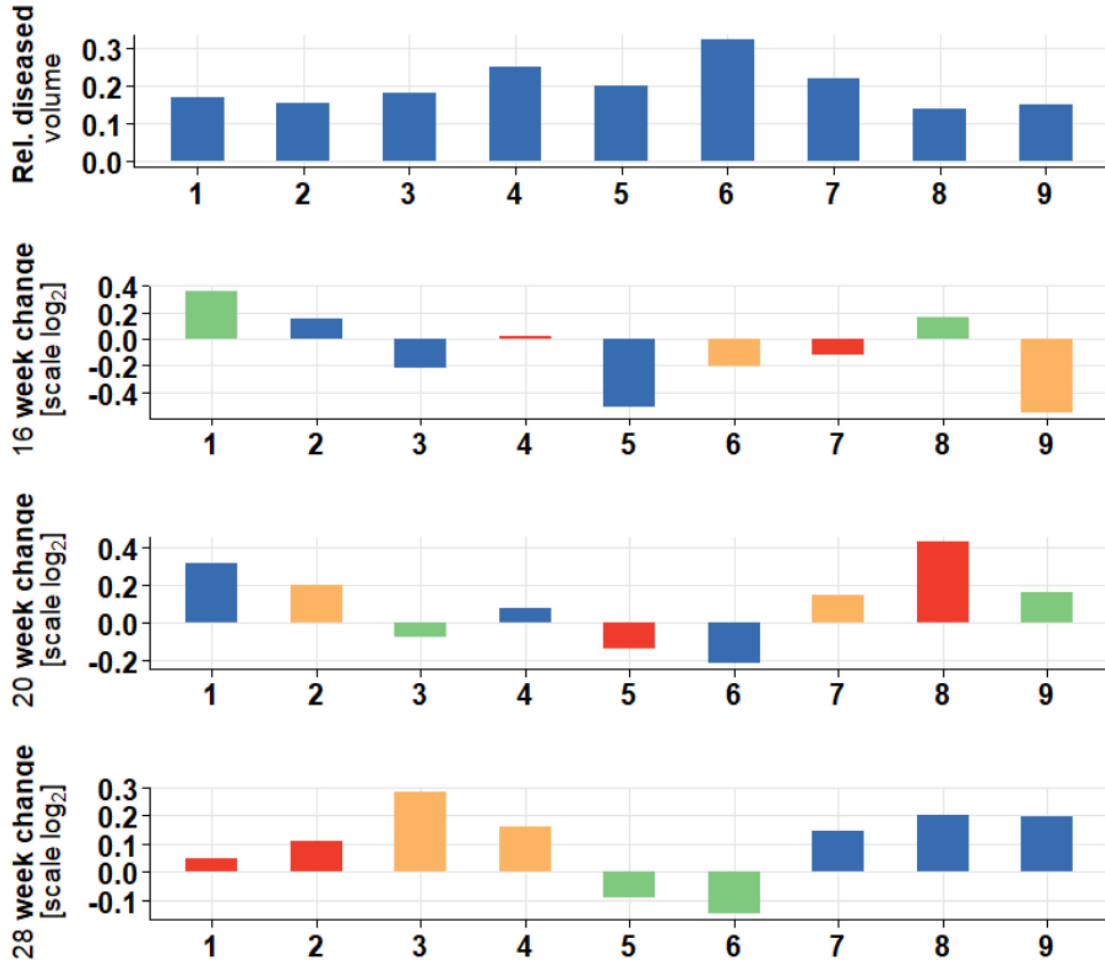 Rel. diseased
volume
0.3
0.2
0.1
0.0
1 2 3 4 5 6 7 8 9
16 week change
[scale log₂]
0.4
0.2
0.0
-0.2
-0.4
1 2 3 4 5 6 7 8 9
20 week change
[scale log₂]
0.4
0.2
0.0
-0.2
1 2 3 4 5 6 7 8 9
28 week change
[scale log₂]
0.3
0.2
0.1
0.0
-0.1
1 2 3 4 5 6 7 8 9